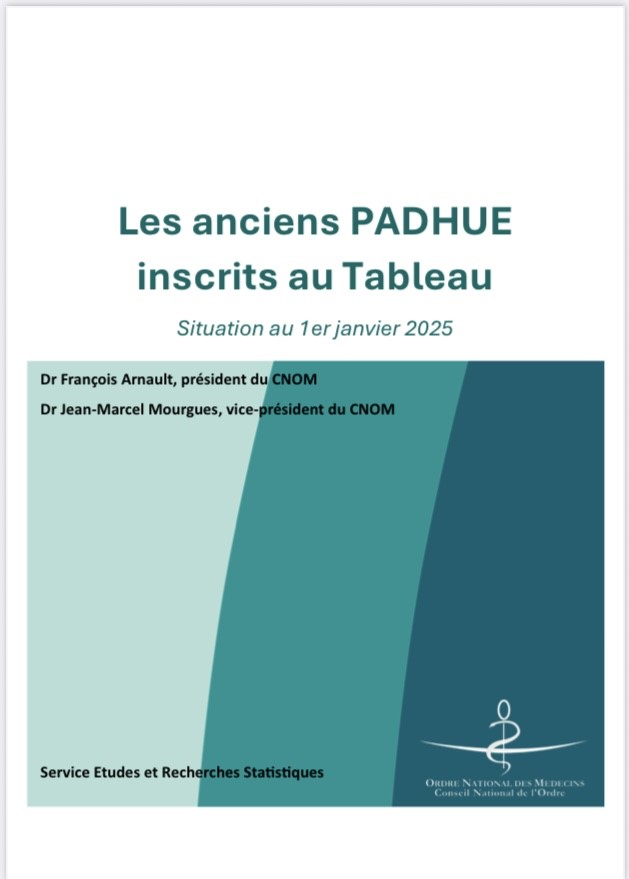 Les anciens PADHUE
inscrits au Tableau
Situation au 1er janvier 2025
Dr François Arnault, président du CNOM
Dr Jean-Marcel Mourgues, vice-président du CNOM
Service Etudes et Recherches Statistiques
ORDRE NATIONAL DES MEDECINS
Conseil National de l'Ordre